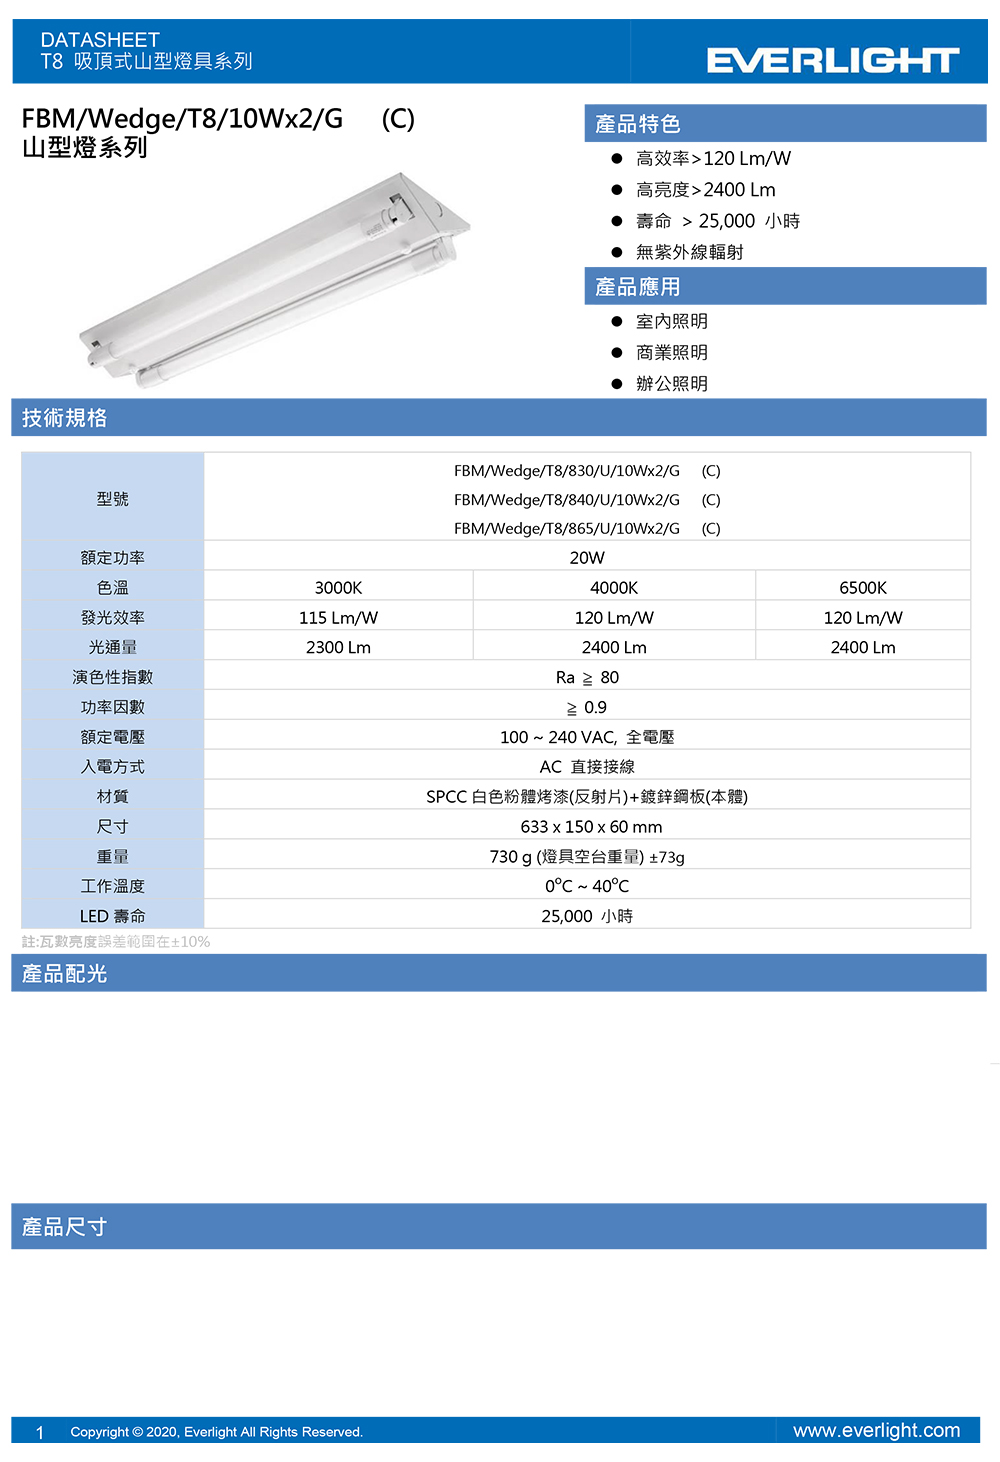 DATASHEET
T8 吸頂式山型燈具系列
EVERLIGHT
FBM/Wedge/T8/10Wx2/G (C)
山型燈系列
產品特色
● 高效率>120 Lm/W
● 高亮度>2400 Lm
● 壽命 > 25,000 小時
● 無紫外線輻射
產品應用
● 室內照明
● 商業照明
● 辦公照明
技術規格
型號
FBM/Wedge/T8/830/U/10Wx2/G (C)
FBM/Wedge/T8/840/U/10Wx2/G (C)
FBM/Wedge/T8/865/U/10Wx2/G (C)
額定功率 20W
色溫 3000K 4000K 6500K
發光效率 115 Lm/W 120 Lm/W 120 Lm/W
光通量 2300 Lm 2400 Lm 2400 Lm
演色性指數 Ra ≧ 80
功率因數 ≧ 0.9
額定電壓 100 ~ 240 VAC, 全電壓
入電方式 AC 直接接線
材質 SPCC 白色粉體烤漆(反射片)+鍍鋅鋼板(本體)
尺寸 633 x 150 x 60 mm
重量 730 g (燈具空台重量) ±73g
工作溫度 0⁰C ~ 40⁰C
LED 壽命 25,000 小時
註:瓦數亮度誤差範圍在±10%
產品配光
產品尺寸
1 Copyright © 2020, Everlight All Rights Reserved. www.everlight.com